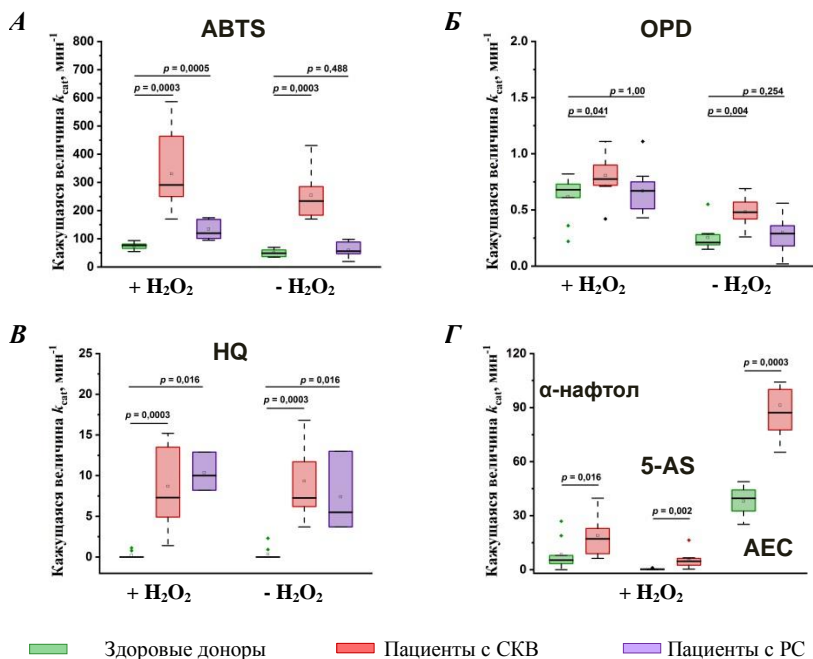 А
ABTS
Кажущаяся величина kcat, мин⁻¹
800
700
600
500
400
300
200
100
0
p = 0,0005
p = 0,0003
p = 0,488
p = 0,0003
+ H₂O₂
- H₂O₂
Б
OPD
Кажущаяся величина kcat, мин⁻¹
2.0
1.5
1.0
0.5
0.0
p = 1,00
p = 0,041
p = 0,254
p = 0,004
+ H₂O₂
- H₂O₂
В
HQ
Кажущаяся величина kcat, мин⁻¹
25
20
15
10
5
0
p = 0,016
p = 0,0003
p = 0,016
p = 0,0003
+ H₂O₂
- H₂O₂
Г
Кажущаяся величина kcat, мин⁻¹
120
90
60
30
0
α-нафтол
5-AS
AEC
p = 0,016
p = 0,002
p = 0,0003
+ H₂O₂
Здоровые доноры
Пациенты с СКВ
Пациенты с РС